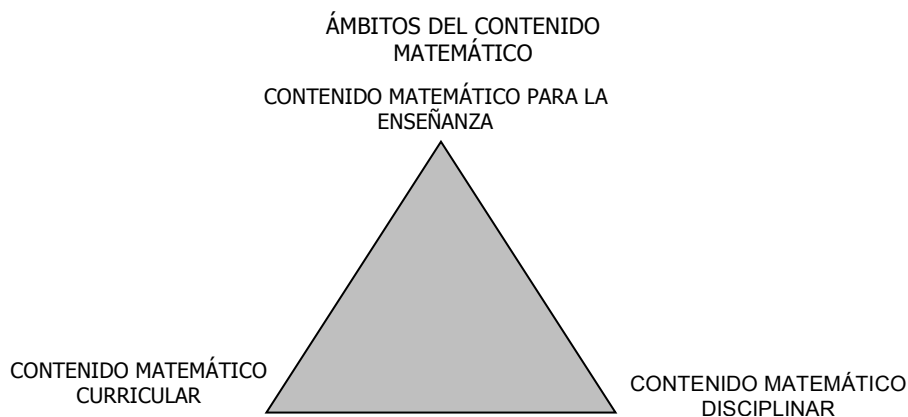 ÁMBITOS DEL CONTENIDO
MATEMÁTICO
CONTENIDO MATEMÁTICO PARA LA
ENSEÑANZA
CONTENIDO MATEMÁTICO
CURRICULAR
CONTENIDO MATEMÁTICO
DISCIPLINAR